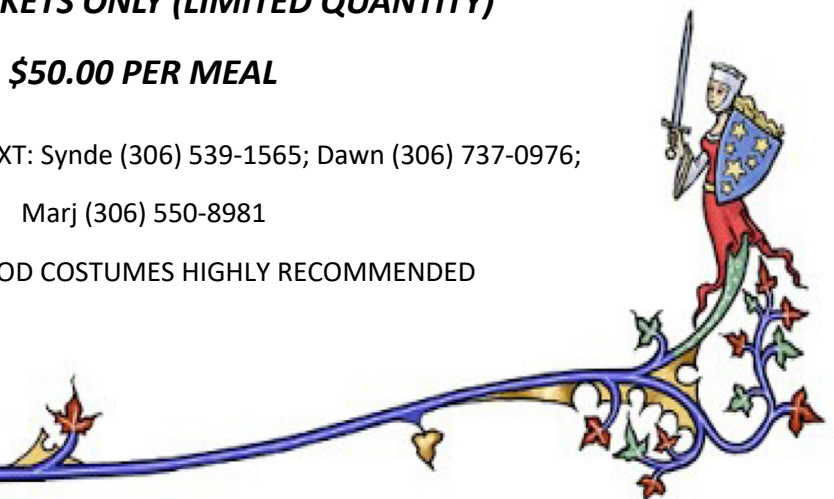 KETS ONLY (LIMITED QUANTITY)
$50.00 PER MEAL
XT: Synde (306) 539-1565; Dawn (306) 737-0976;
Marj (306) 550-8981
OD COSTUMES HIGHLY RECOMMENDED